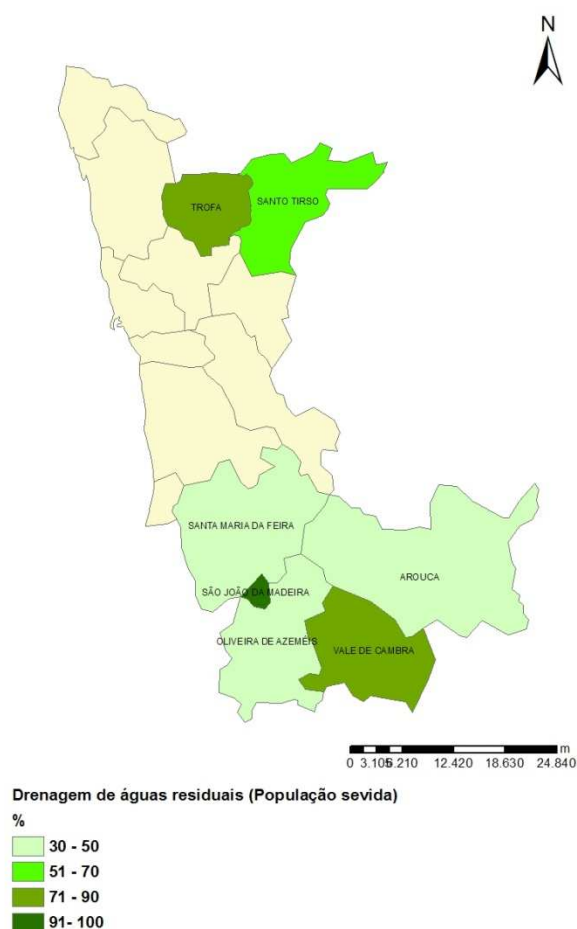 N
TROFA
SANTO TIRSO
SANTA MARIA DA FEIRA
AROUCA
SÃO JOÃO DA MADEIRA
OLIVEIRA DE AZEMÉIS
VALE DE CAMBRA
m
0 3.105 6.210 12.420 18.630 24.840
Drenagem de águas residuais (População sevida)
%
30 - 50
51 - 70
71 - 90
91- 100